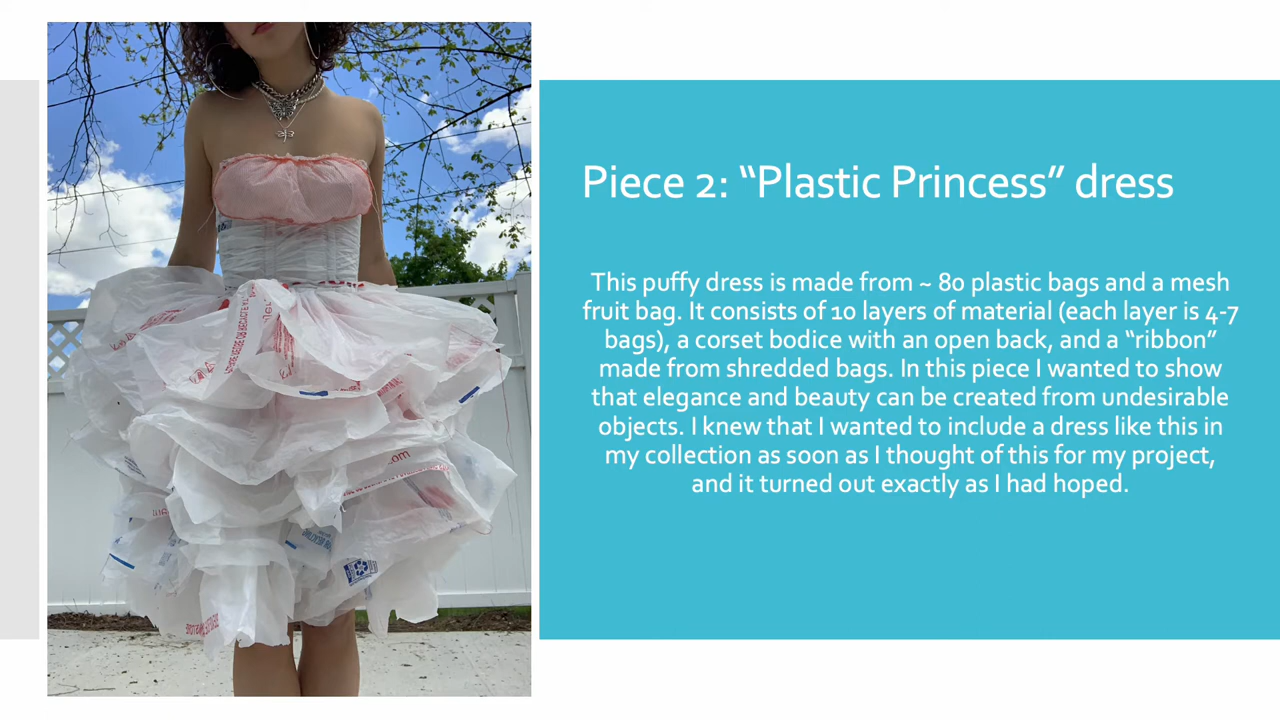 Piece 2: “Plastic Princess” dress
This puffy dress is made from ~ 80 plastic bags and a mesh
fruit bag. It consists of 10 layers of material (each layer is 4-7
bags), a corset bodice with an open back, and a “ribbon”
made from shredded bags. In this piece I wanted to show
that elegance and beauty can be created from undesirable
objects. I knew that I wanted to include a dress like this in
my collection as soon as I thought of this for my project,
and it turned out exactly as I had hoped.
.com